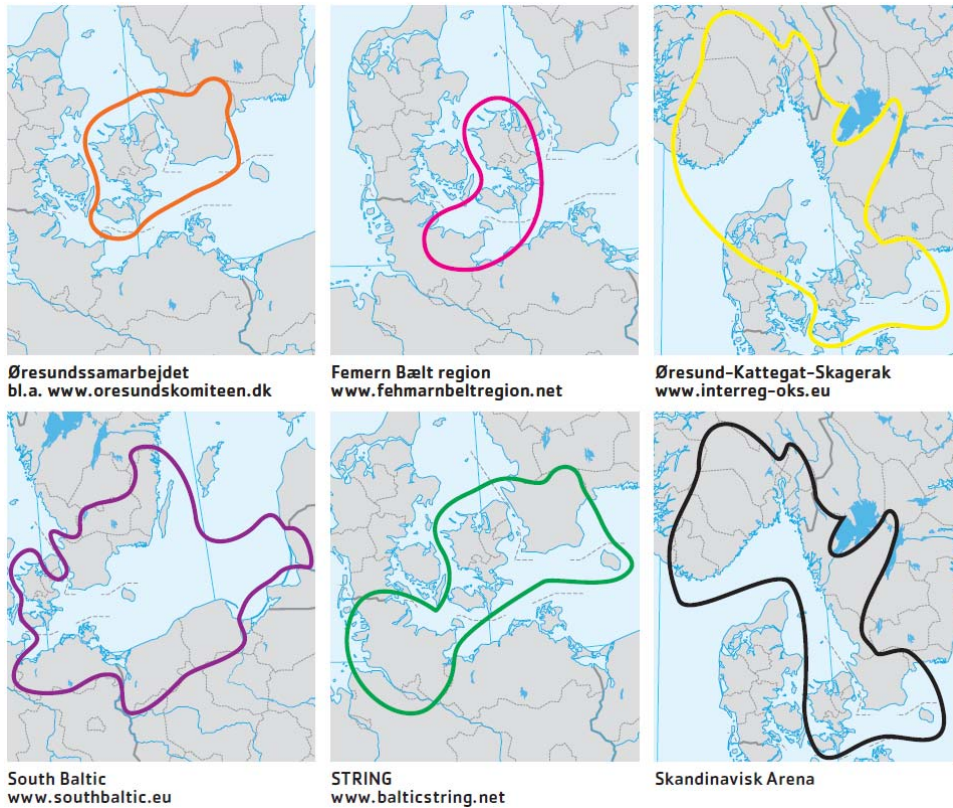 Øresundssamarbejdet
bl.a. www.oresundskomiteen.dk
Femern Bælt region
www.fehmarnbeltregion.net
Øresund-Kattegat-Skagerak
www.interreg-oks.eu
South Baltic
www.southbaltic.eu
STRING
www.balticstring.net
Skandinavisk Arena